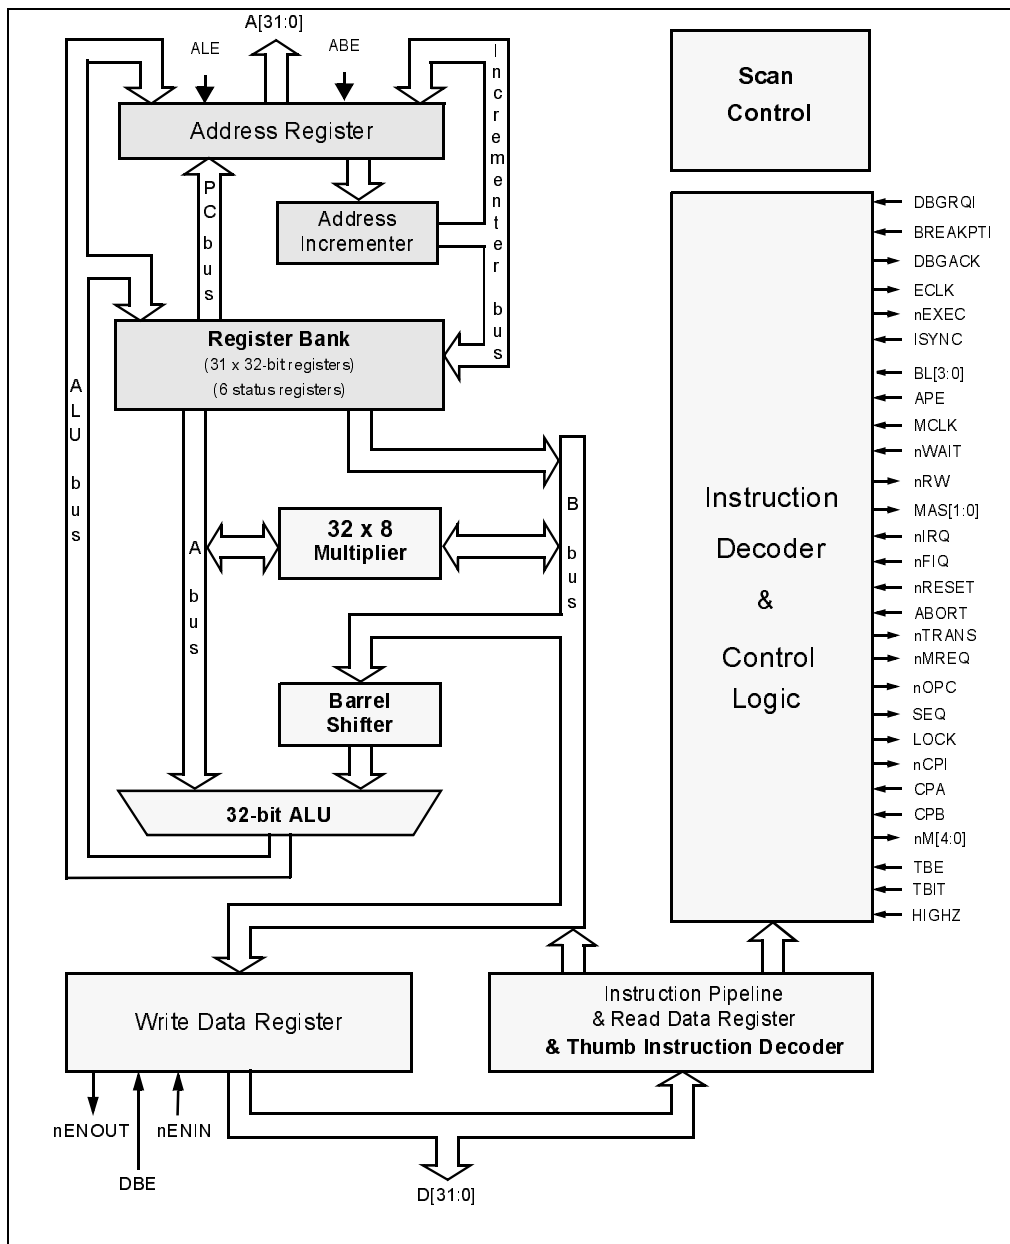 A[31:0]
ALE
ABE
Address Register
Incrementer bus
PC bus
Address
Incrementer
Register Bank
(31 x 32-bit registers)
(6 status registers)
ALU bus
A bus
32 x 8
Multiplier
B bus
Barrel
Shifter
32-bit ALU
Write Data Register
nENOUT
nENIN
DBE
D[31:0]
Instruction Pipeline
& Read Data Register
& Thumb Instruction Decoder
Scan
Control
Instruction
Decoder
&
Control
Logic
DBGRQI
BREAKPTI
DBGACK
ECLK
nEXEC
ISYNC
BL[3:0]
APE
MCLK
nWAIT
nRW
MAS[1:0]
nIRQ
nFIQ
nRESET
ABORT
nTRANS
nMREQ
nOPC
SEQ
LOCK
nCPI
CPA
CPB
nM[4:0]
TBE
TBIT
HIGHZ